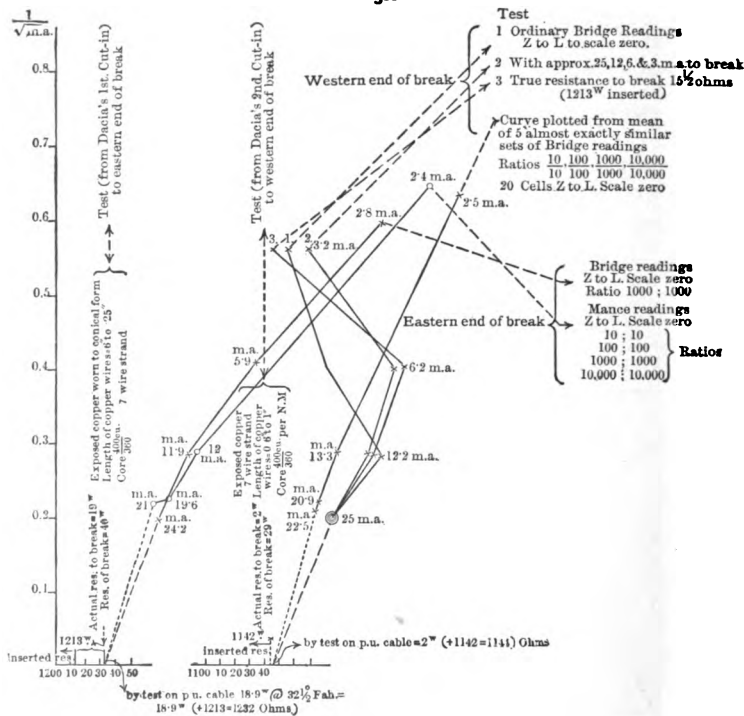 1
√m.a.
0.8
0.7
0.6
0.5
0.4
0.3
0.2
0.1
Test (from Dacia's 1st. Cut-in)
to eastern end of break
Exposed copper worn to conical form
Length of copper wires=·6 to ·25"
Core 400cu./360 7 wire strand
Actual res. to break=19ʷ
Res. of break=40ʷ
Test (from Dacia's 2nd. Cut-in)
to western end of break
Exposed copper
7 wire strand
Length of copper
wires=0·6 to 1"
Core 400cu./360 per N.M
Actual res. to break=2ʷ
Res. of break=29ʷ
Western end of break
Test
1 Ordinary Bridge Readings
Z to L to scale zero.
2 With approx. 25,12,6.& 3.m.a. to break
3 True resistance to break 15½ ohms
(1213ʷ inserted)
Curve plotted from mean
of 5 almost exactly similar
sets of Bridge readings
Ratios 10/10, 100/100, 1000/1000, 10,000/10,000
20 Cells Z to L. Scale zero
Eastern end of break
Bridge readings
Z to L. Scale zero
Ratio 1000 ; 1000
Mance readings
Z to L. Scale zero
10 ; 10
100 ; 100
1000 ; 1000
10,000 ; 10,000
Ratios
2·4 m.a.
2·8 m.a.
2·5 m.a.
3, 1, 2,
3·2 m.a.
m.a.
5·9
6·2 m.a.
m.a.
11·9
12
m.a.
m.a.
13·3
12·2 m.a.
m.a.
21
m.a.
19·6
m.a.
24·2
m.a.
20·9
m.a.
22·5
25 m.a.
1213ʷ
inserted res.
1200 10 20 30 40 50
1142
inserted res.
1100 10 20 30 40
by test on p.u. cable=2ʷ (+1142=1144) Ohms
by test on p.u. cable 18·9ʷ @ 32½° Fah.=
18·9ʷ (+1213=1232 Ohms.)